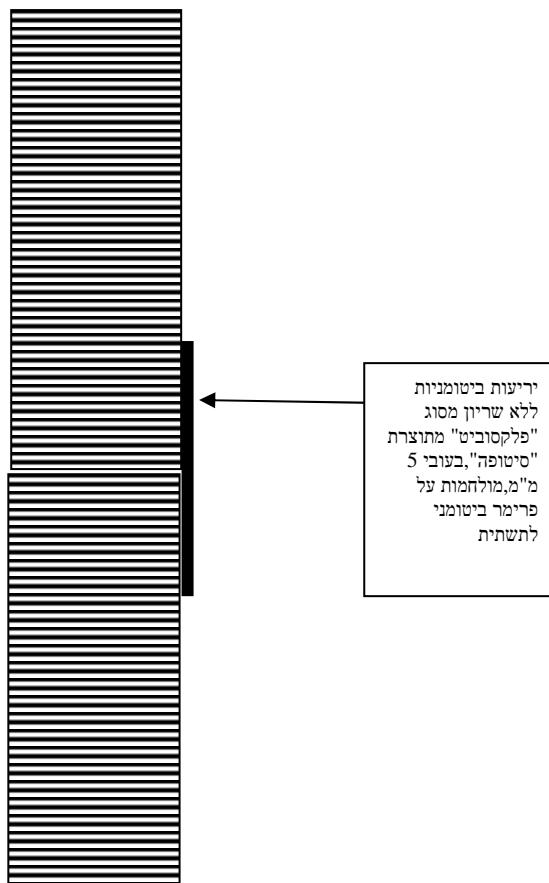 יריעות ביטומניות
ללא שריון מסוג
"פלקסוביט" מתוצרת
"סיטופה",בעובי 5
מ"מ,מולחמות על
פרימר ביטומני
לתשתית